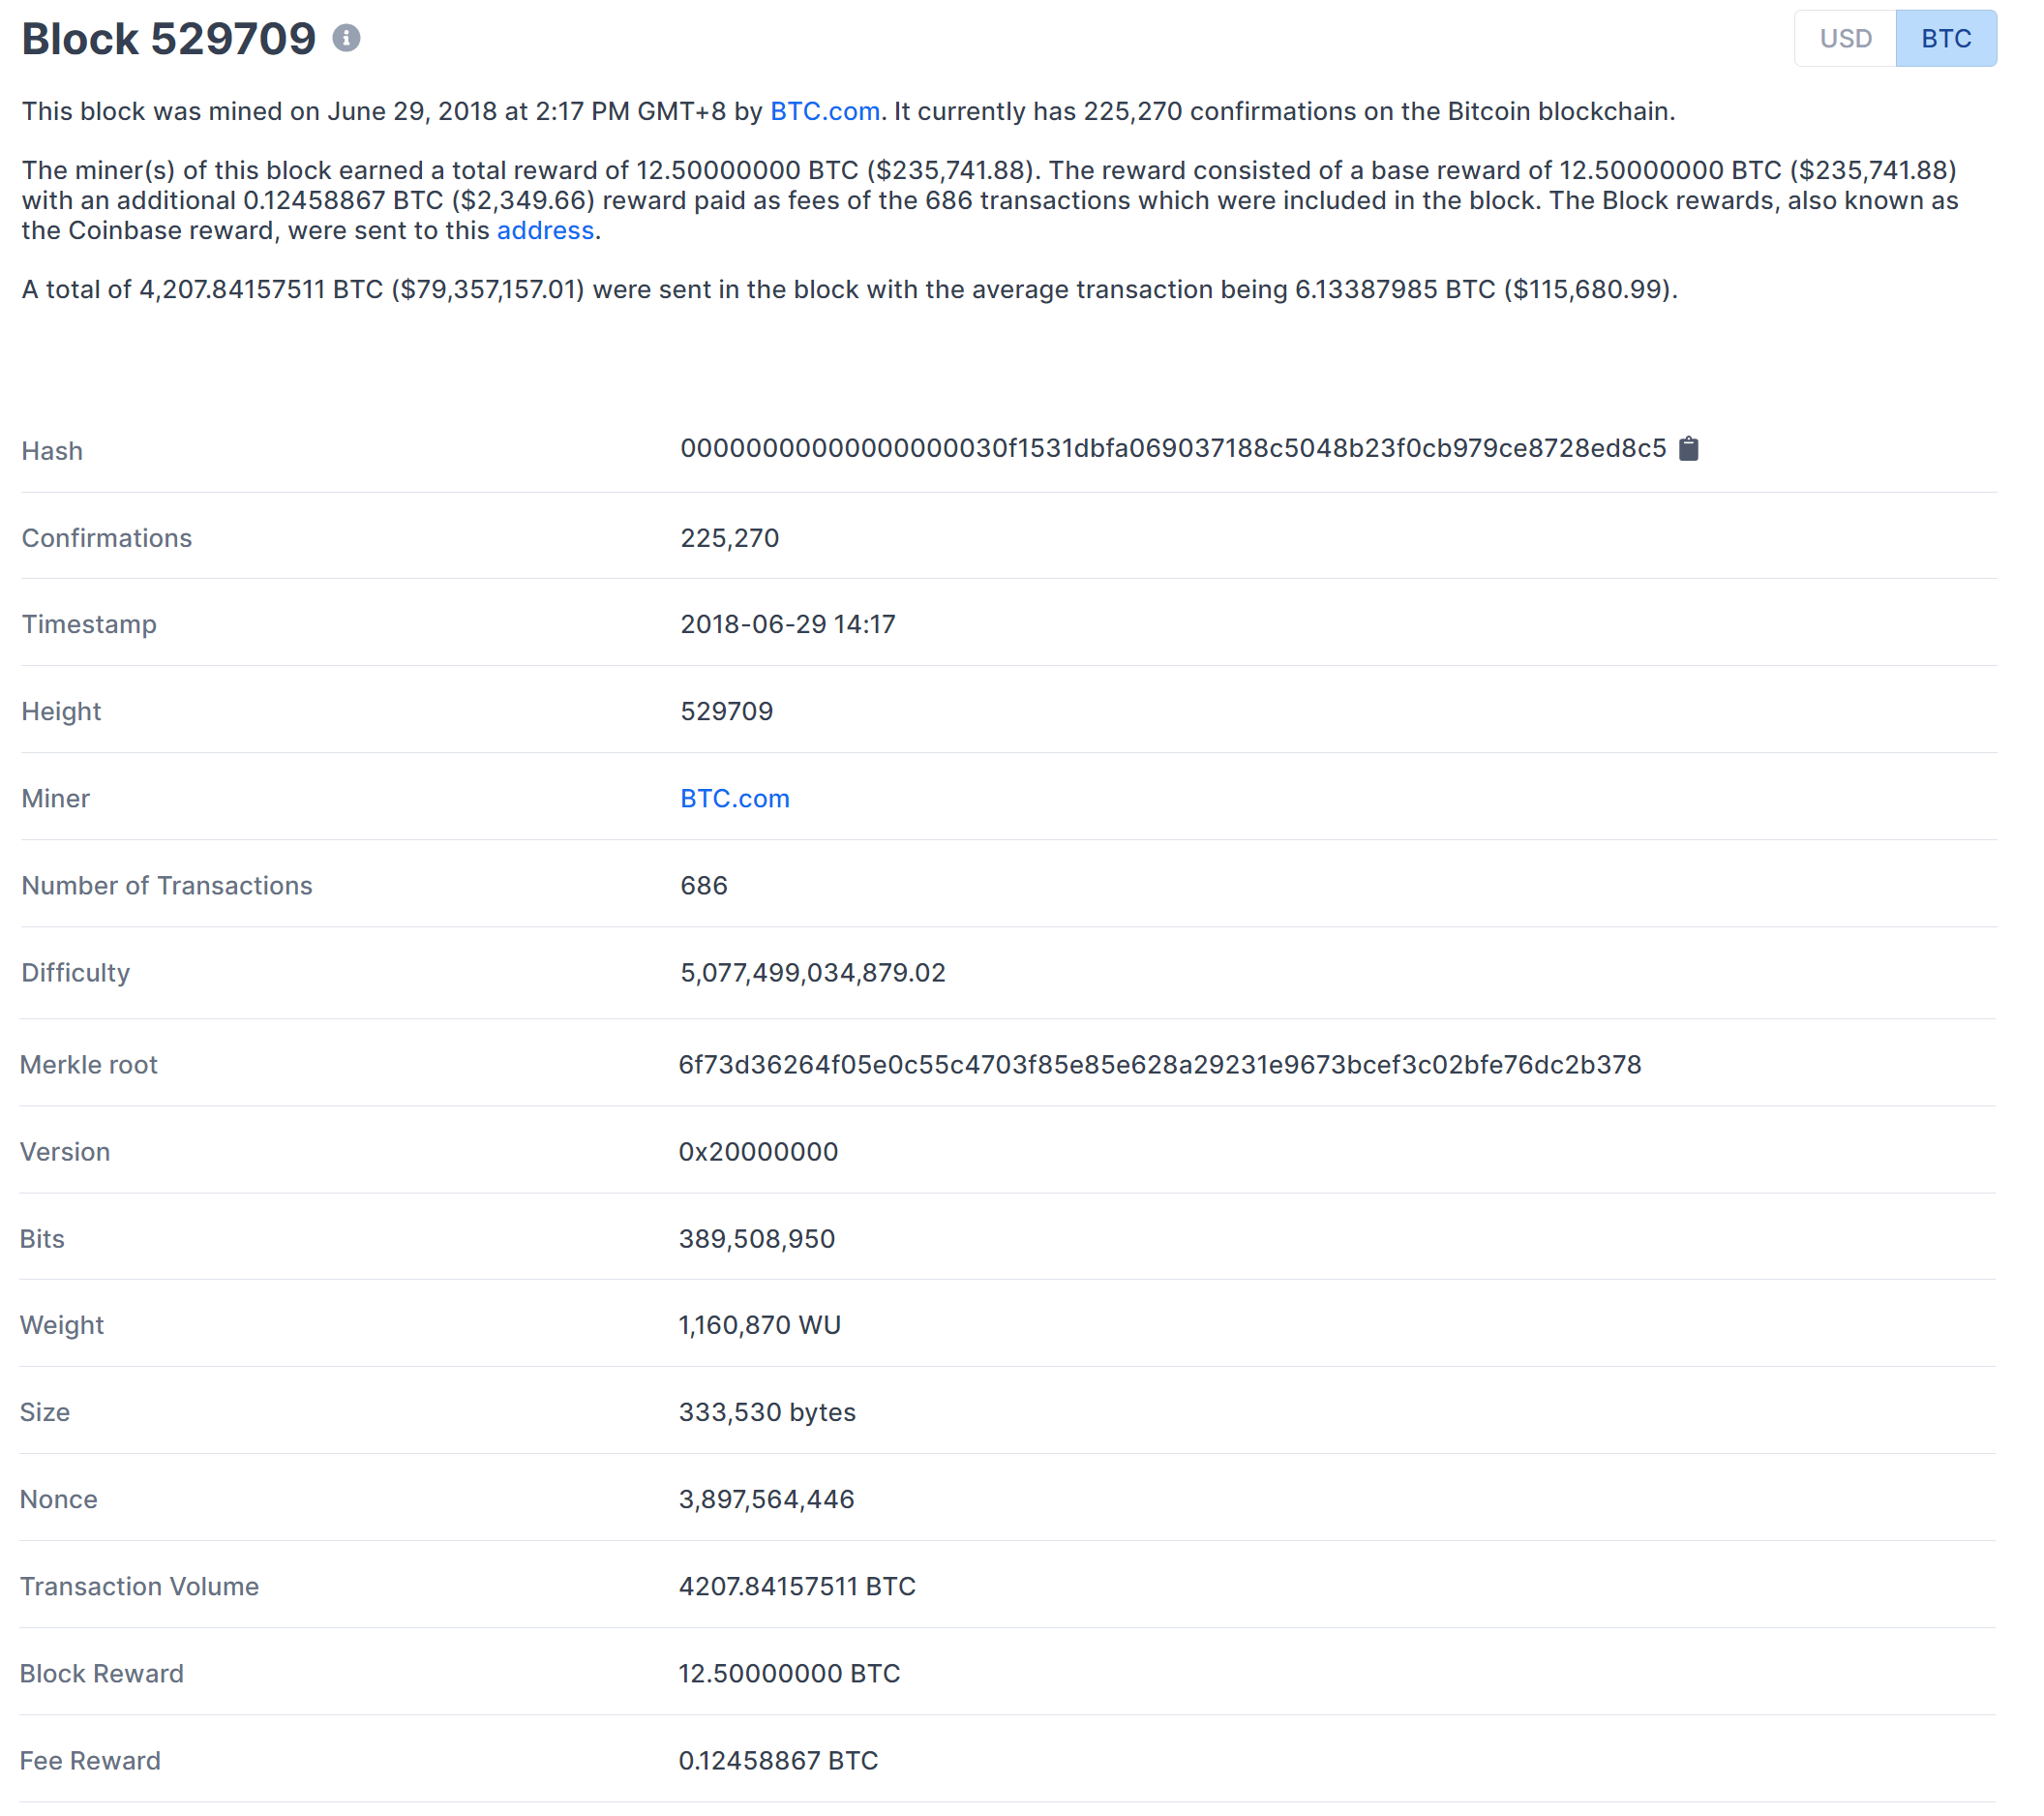 Block 529709
USD BTC
This block was mined on June 29, 2018 at 2:17 PM GMT+8 by BTC.com. It currently has 225,270 confirmations on the Bitcoin blockchain.
The miner(s) of this block earned a total reward of 12.50000000 BTC ($235,741.88). The reward consisted of a base reward of 12.50000000 BTC ($235,741.88)
with an additional 0.12458867 BTC ($2,349.66) reward paid as fees of the 686 transactions which were included in the block. The Block rewards, also known as
the Coinbase reward, were sent to this address.
A total of 4,207.84157511 BTC ($79,357,157.01) were sent in the block with the average transaction being 6.13387985 BTC ($115,680.99).
Hash 00000000000000000030f1531dbfa069037188c5048b23f0cb979ce8728ed8c5
Confirmations 225,270
Timestamp 2018-06-29 14:17
Height 529709
Miner BTC.com
Number of Transactions 686
Difficulty 5,077,499,034,879.02
Merkle root 6f73d36264f05e0c55c4703f85e85e628a29231e9673bcef3c02bfe76dc2b378
Version 0x20000000
Bits 389,508,950
Weight 1,160,870 WU
Size 333,530 bytes
Nonce 3,897,564,446
Transaction Volume 4207.84157511 BTC
Block Reward 12.50000000 BTC
Fee Reward 0.12458867 BTC